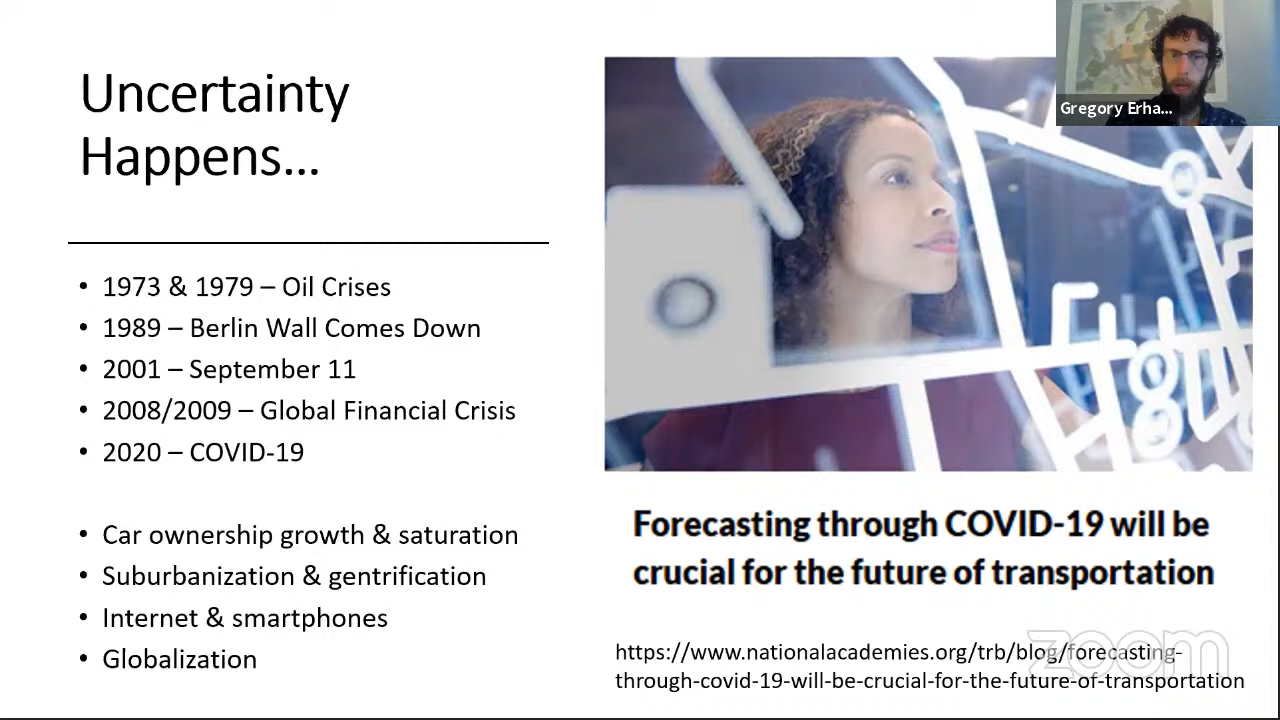 Uncertainty
Happens...
• 1973 & 1979 – Oil Crises
• 1989 – Berlin Wall Comes Down
• 2001 – September 11
• 2008/2009 – Global Financial Crisis
• 2020 – COVID-19
• Car ownership growth & saturation
• Suburbanization & gentrification
• Internet & smartphones
• Globalization
Gregory Erha...
Forecasting through COVID-19 will be
crucial for the future of transportation
https://www.nationalacademies.org/trb/blog/forecasting-
through-covid-19-will-be-crucial-for-the-future-of-transportation
zoom